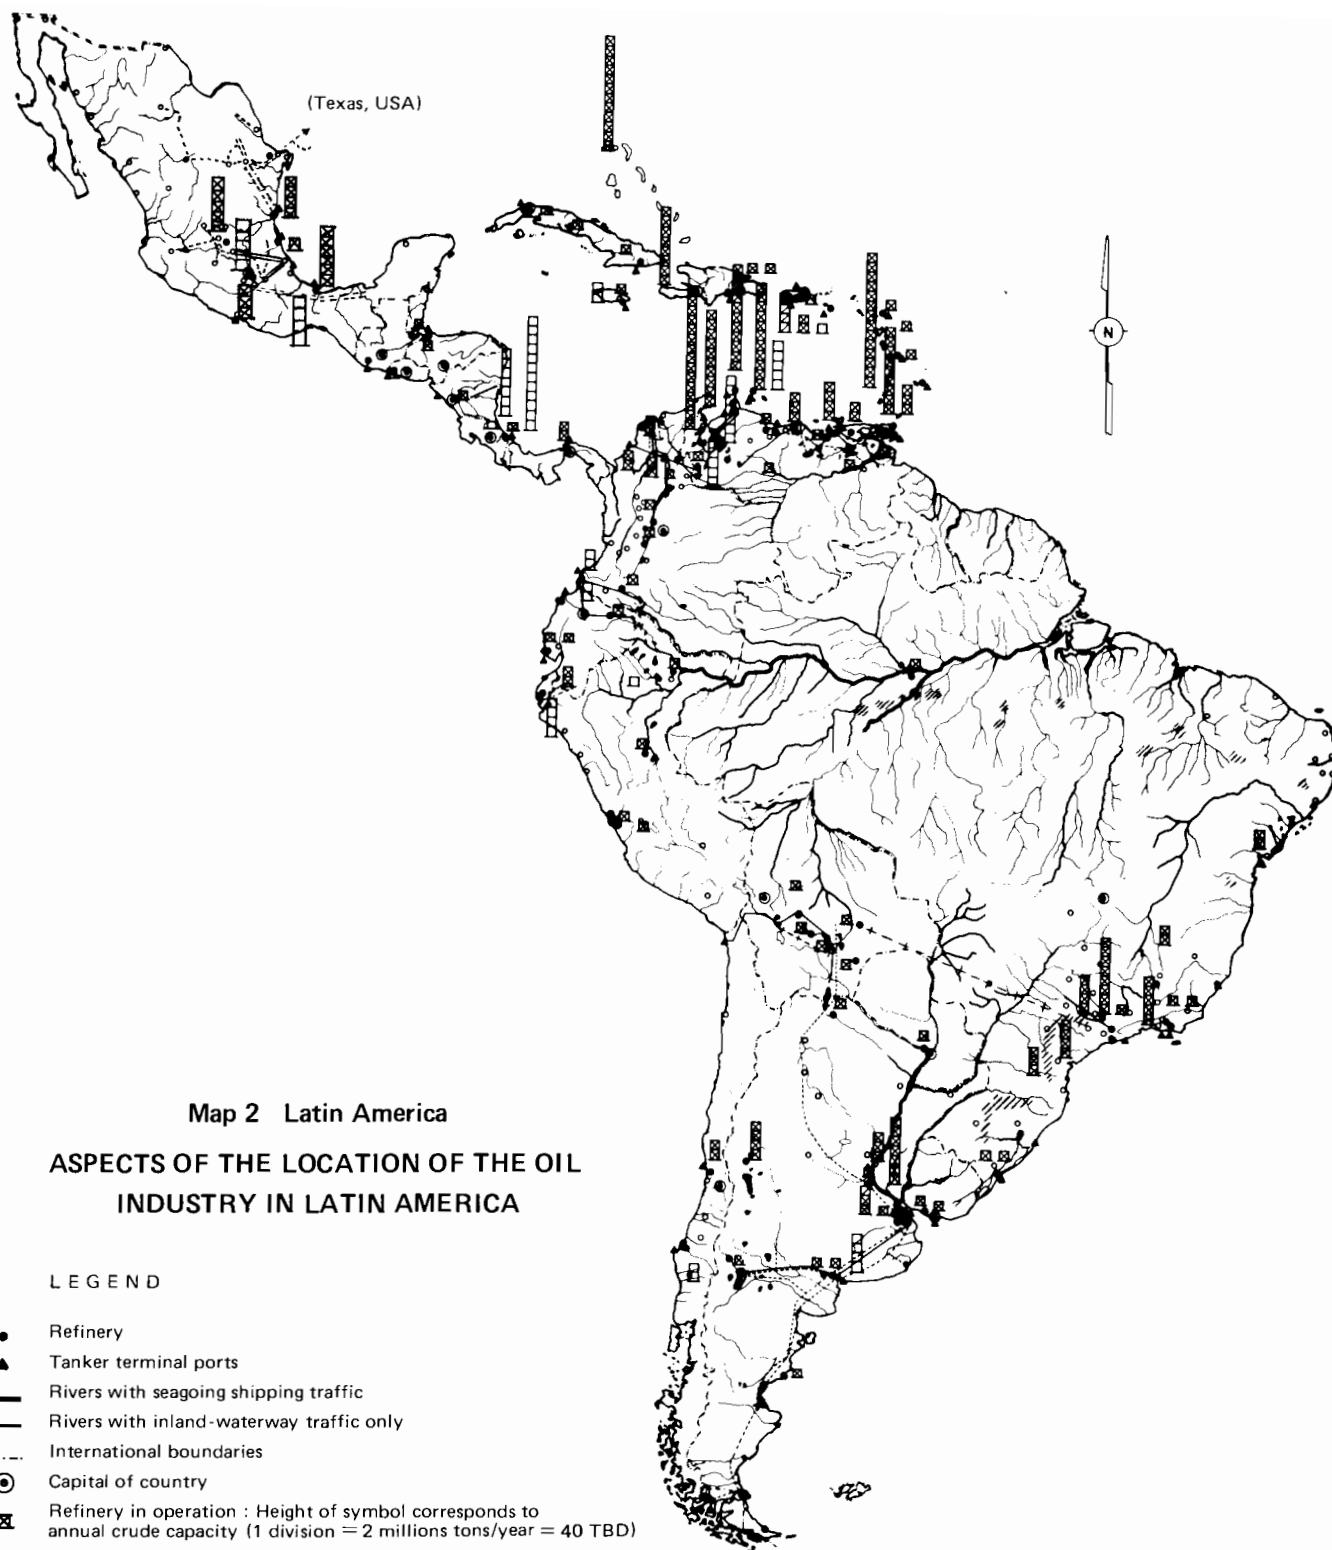 (Texas, USA)
N
Map 2 Latin America
ASPECTS OF THE LOCATION OF THE OIL
INDUSTRY IN LATIN AMERICA
LEGEND
Refinery
Tanker terminal ports
Rivers with seagoing shipping traffic
Rivers with inland-waterway traffic only
International boundaries
Capital of country
Refinery in operation : Height of symbol corresponds to
annual crude capacity (1 division = 2 millions tons/year = 40 TBD)